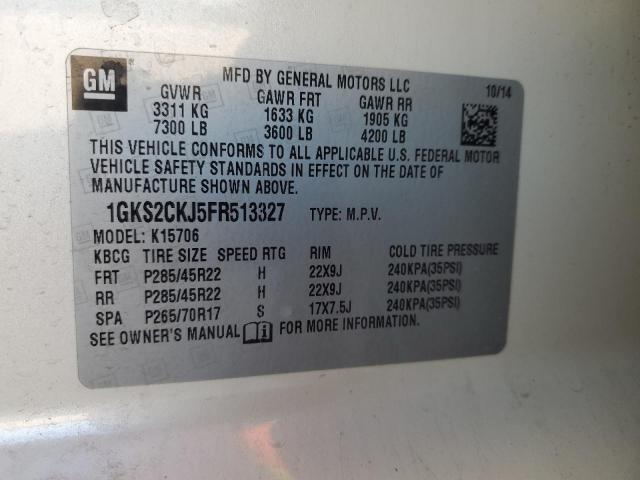 GM
MFD BY GENERAL MOTORS LLC 10/14
GVWR GAWR FRT GAWR RR
3311 KG 1633 KG 1905 KG
7300 LB 3600 LB 4200 LB
THIS VEHICLE CONFORMS TO ALL APPLICABLE U.S. FEDERAL MOTOR
VEHICLE SAFETY STANDARDS IN EFFECT ON THE DATE OF
MANUFACTURE SHOWN ABOVE.
1GKS2CKJ5FR513327 TYPE: M.P.V.
MODEL: K15706
KBCG TIRE SIZE SPEED RTG RIM COLD TIRE PRESSURE
FRT P285/45R22 H 22X9J 240KPA(35PSI)
RR P285/45R22 H 22X9J 240KPA(35PSI)
SPA P265/70R17 S 17X7.5J 240KPA(35PSI)
SEE OWNER'S MANUAL FOR MORE INFORMATION.